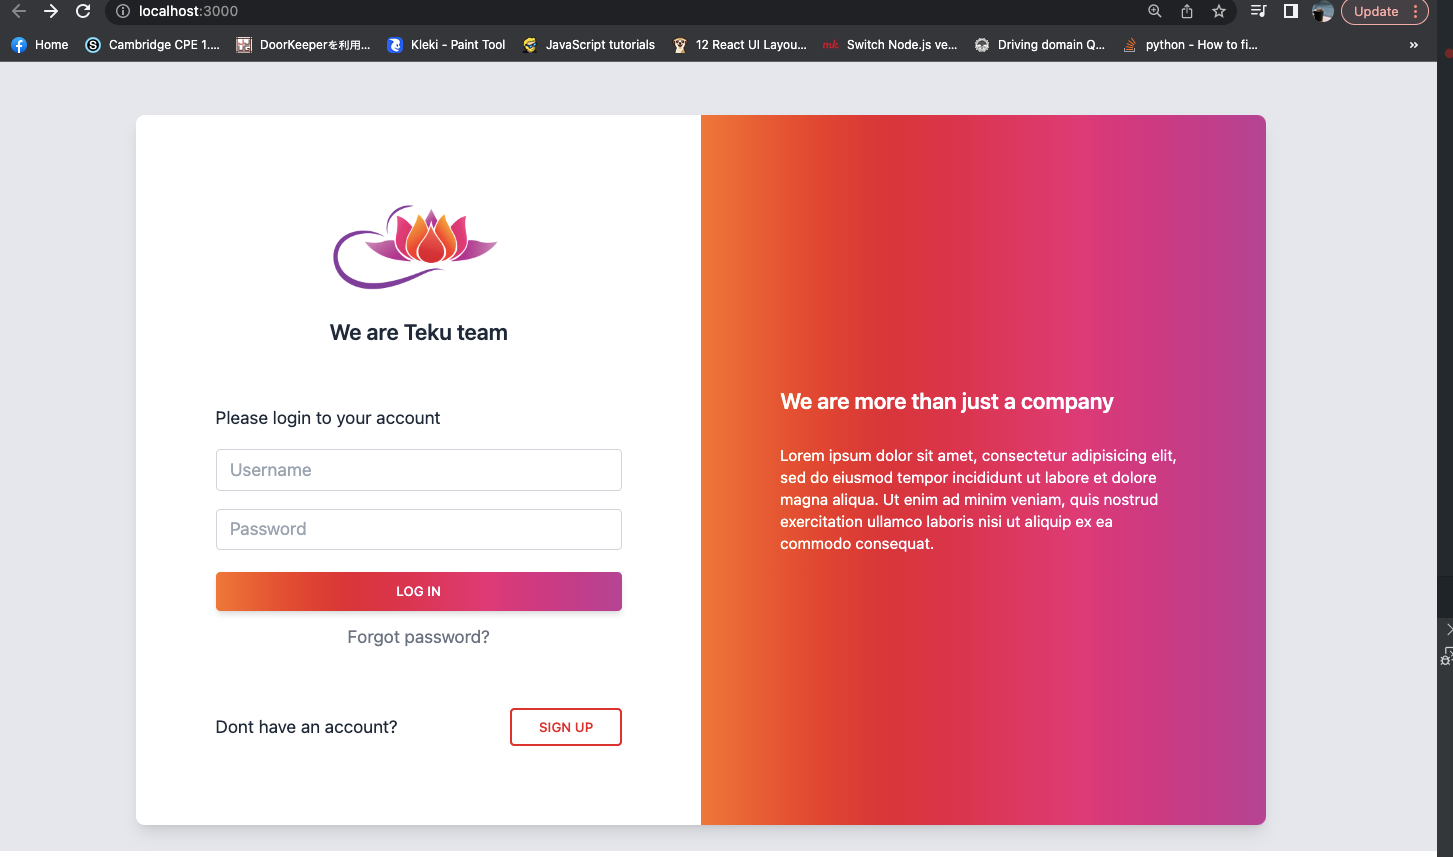 localhost:3000
Update
Home
Cambridge CPE 1....
DoorKeeperを利用...
Kleki - Paint Tool
JavaScript tutorials
12 React UI Layou...
mk
Switch Node.js ve...
Driving domain Q...
python - How to fi...
We are Teku team
Please login to your account
Username
Password
LOG IN
Forgot password?
Dont have an account?
SIGN UP
We are more than just a company
Lorem ipsum dolor sit amet, consectetur adipisicing elit,
sed do eiusmod tempor incididunt ut labore et dolore
magna aliqua. Ut enim ad minim veniam, quis nostrud
exercitation ullamco laboris nisi ut aliquip ex ea
commodo consequat.